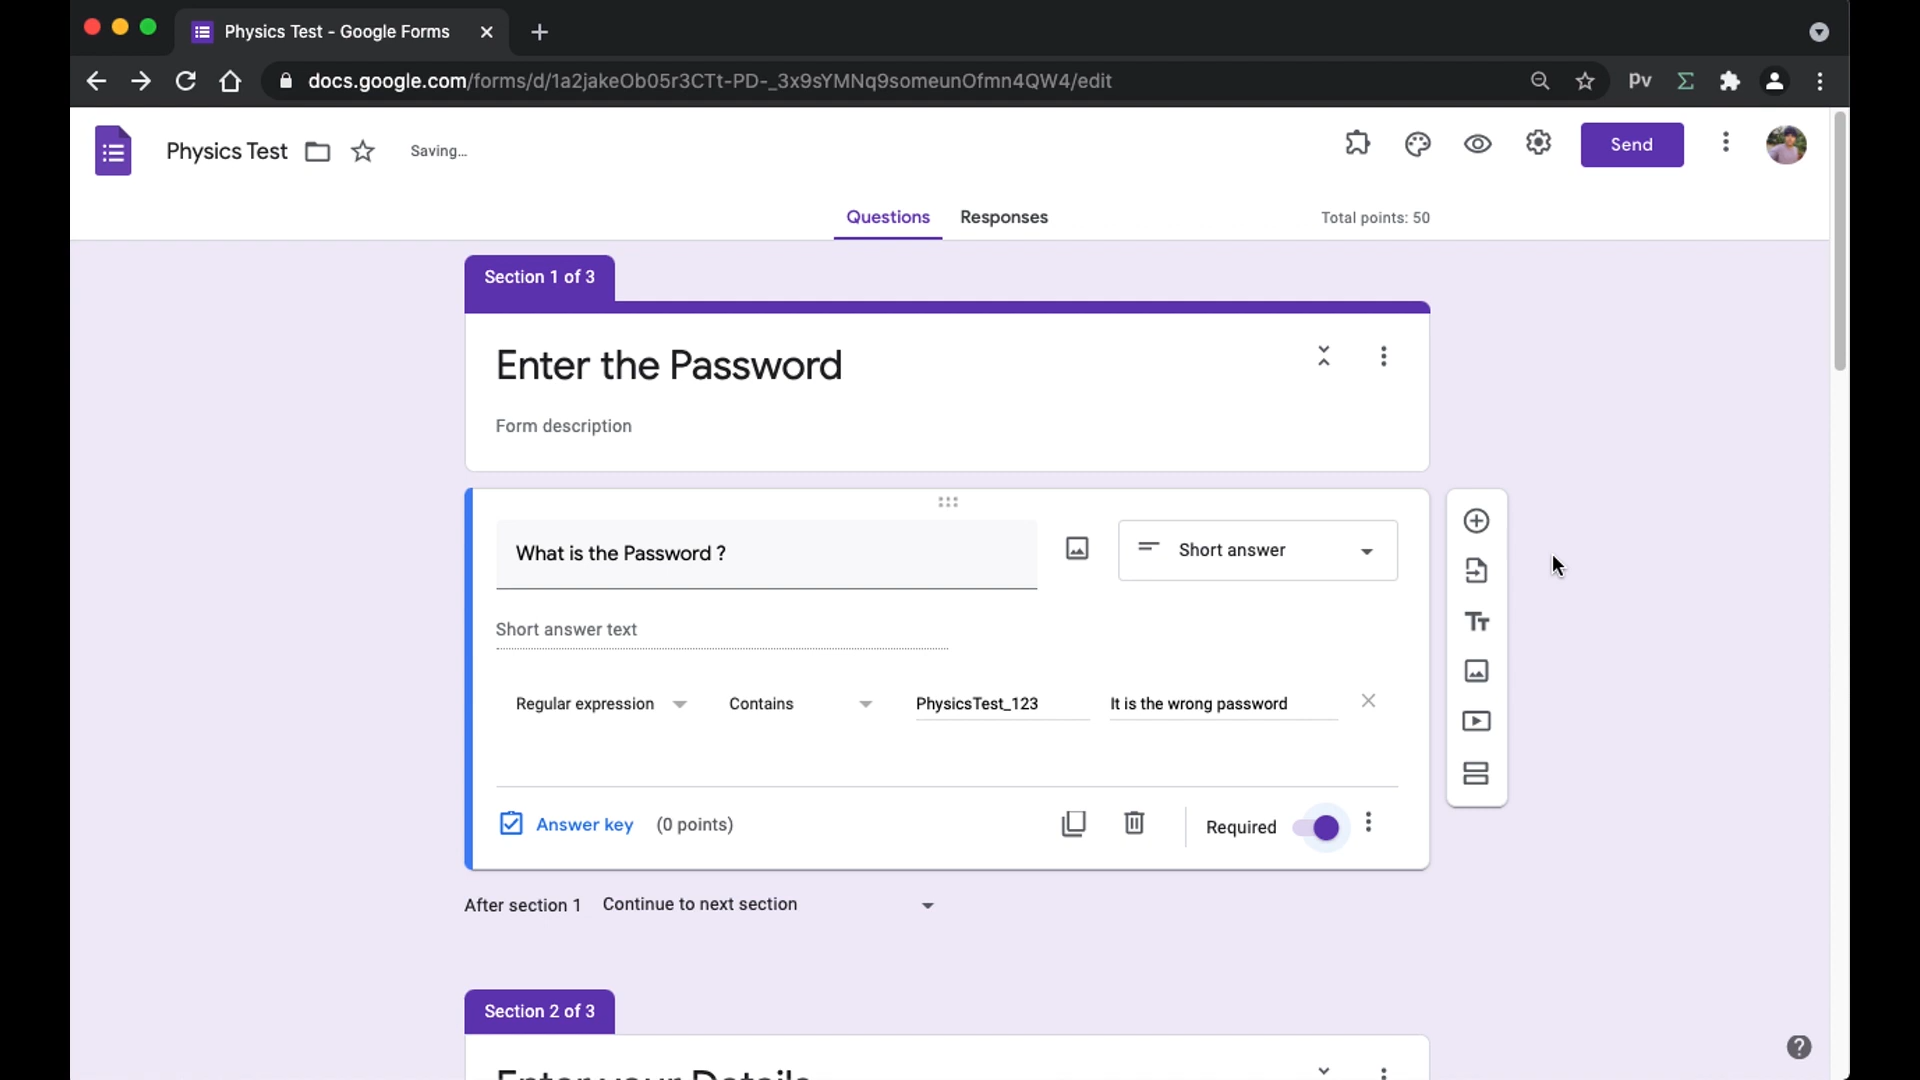 Physics Test - Google Forms
docs.google.com/forms/d/1a2jakeOb05r3CTt-PD-_3x9sYMNq9someunOfmn4QW4/edit
PV Σ
Physics Test
Saving...
Send
Questions
Responses
Total points: 50
Section 1 of 3
Enter the Password
Form description
What is the Password ?
Short answer
Short answer text
Regular expression
Contains
PhysicsTest_123
It is the wrong password
Answer key
(0 points)
Required
After section 1 Continue to next section
Section 2 of 3
Enter your Details